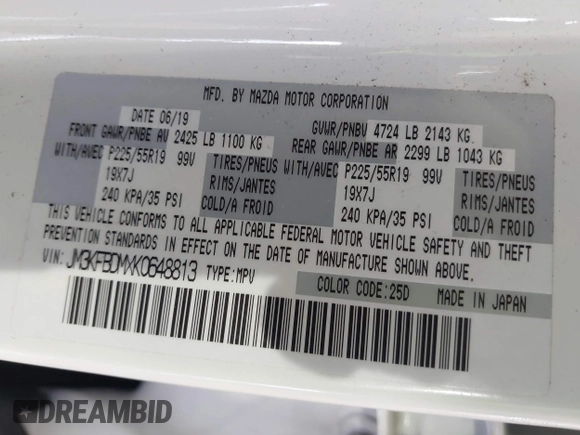 MFD. BY MAZDA MOTOR CORPORATION
DATE 06/19 GVWR/PNBV 4724 LB 2143 KG
FRONT GAWR/PNBE AV 2425 LB 1100 KG REAR GAWR/PNBE AR 2299 LB 1043 KG
WITH/AVEC P225/55R19 99V TIRES/PNEUS WITH/AVEC P225/55R19 99V TIRES/PNEUS
19X7J RIMS/JANTES 19X7J RIMS/JANTES
240 KPA/35 PSI COLD/A FROID 240 KPA/35 PSI COLD/A FROID
THIS VEHICLE CONFORMS TO ALL APPLICABLE FEDERAL MOTOR VEHICLE SAFETY AND THEFT
PREVENTION STANDARDS IN EFFECT ON THE DATE OF MANUFACTURE SHOWN ABOVE.
VIN: JM3KFBDMXK0648813 TYPE:MPV
COLOR CODE:25D MADE IN JAPAN
DREAMBID